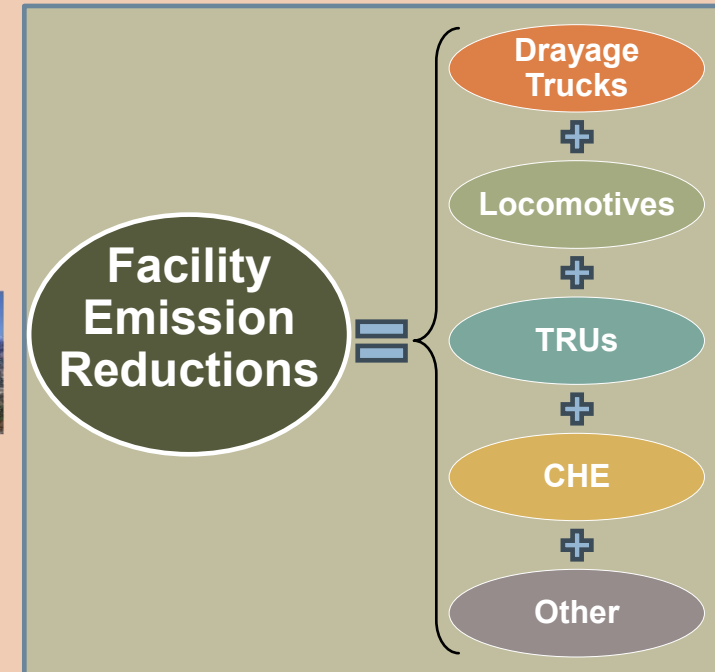 Facility
Emission
Reductions
Drayage
Trucks
Locomotives
TRUs
CHE
Other